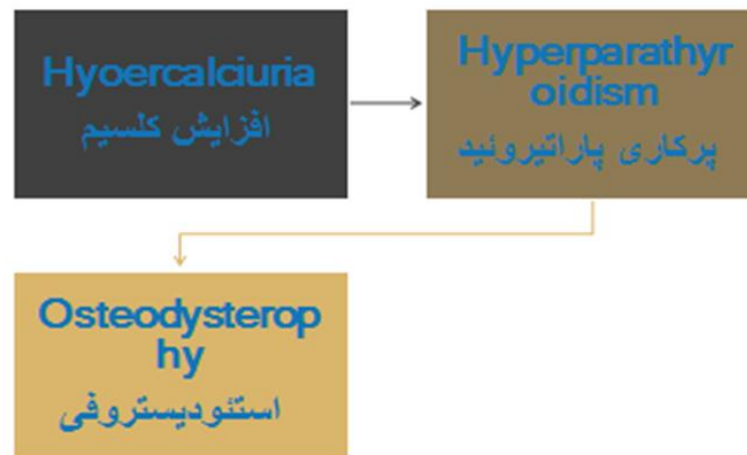 Hyoercalciuria
افزایش کلسیم
Hyperparathyr
oidism
پرکاری پاراتیروئید
Osteodysterop
hy
استئودیستروفی